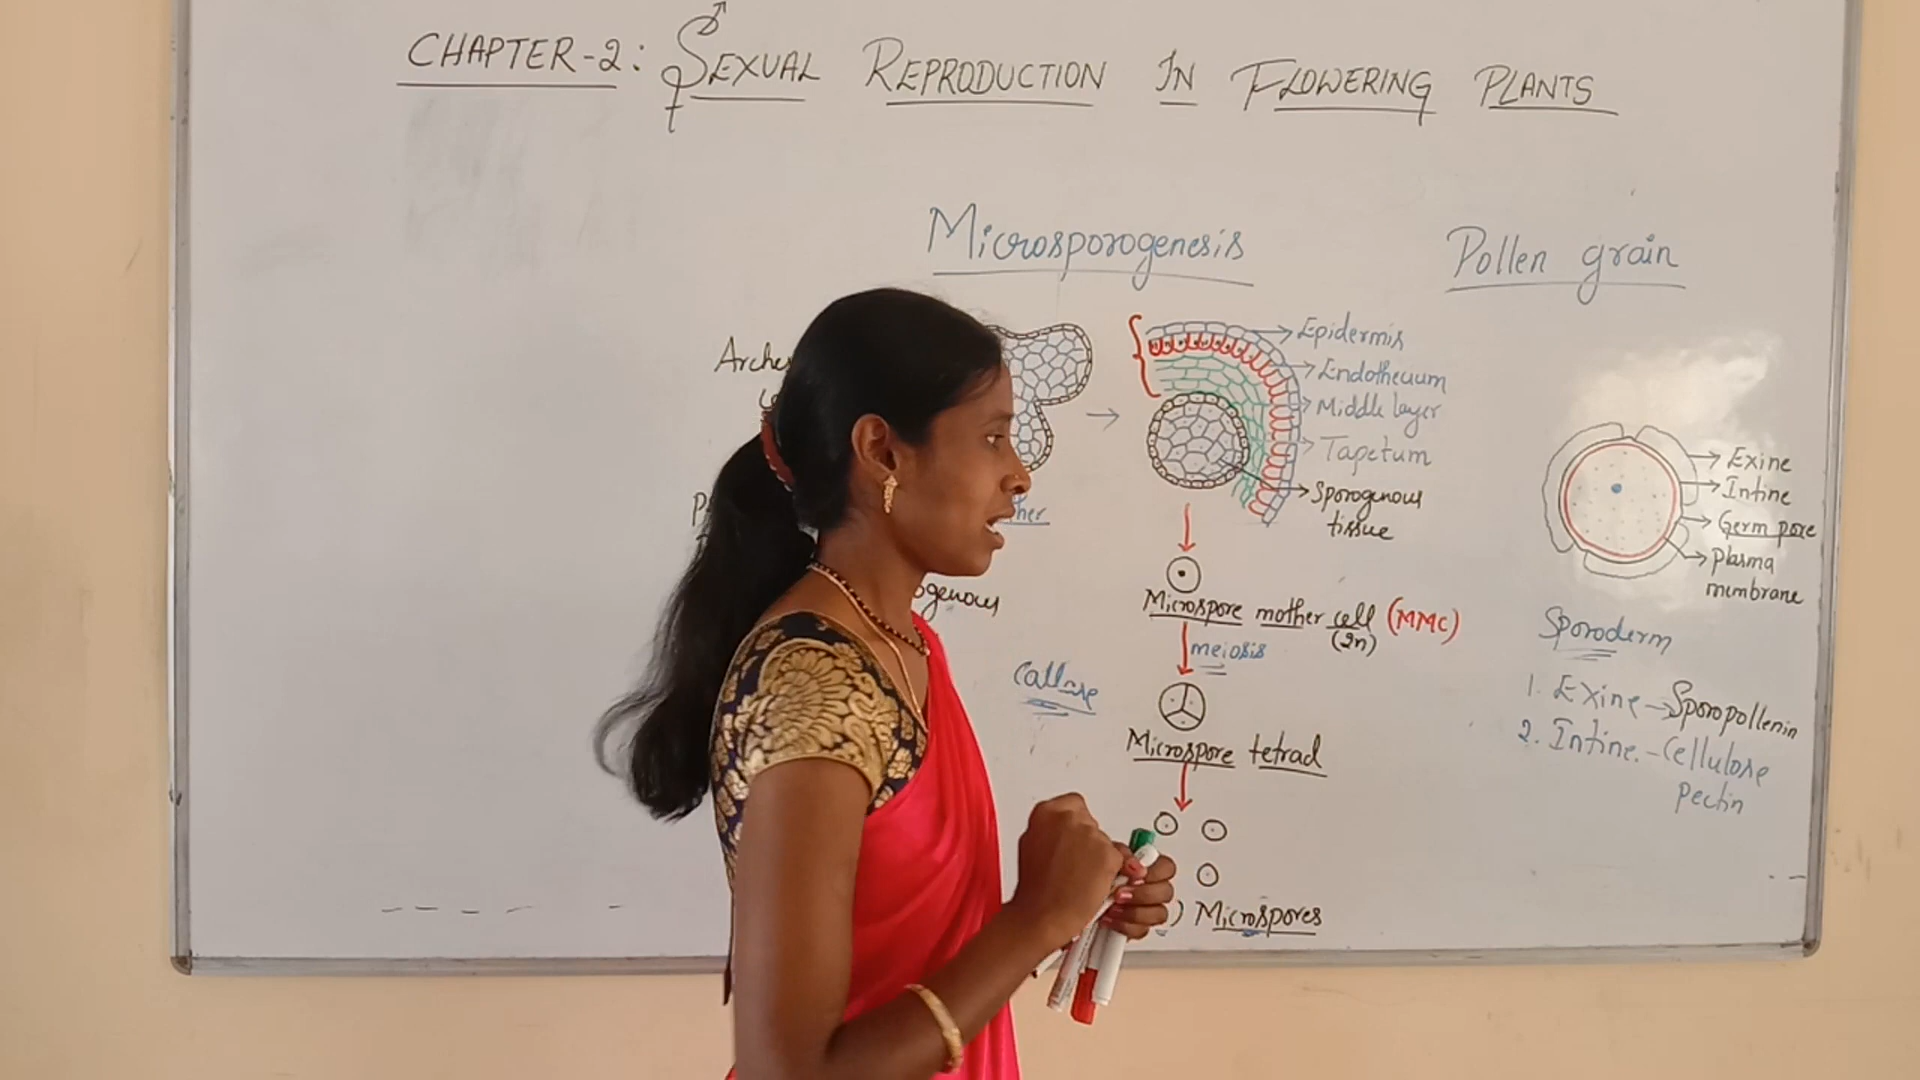 CHAPTER-2: SEXUAL REPRODUCTION IN FLOWERING PLANTS
Microsporogenesis
Epidermis
Endothecium
Middle layer
Tapetum
Sporogenous
tissue
Microspore mother cell (MMC)
(2n)
meiosis
Callase
Microspore tetrad
Microspores
Pollen grain
Exine
Intine
Germ pore
plasma
membrane
Sporoderm
1. Exine → Sporopollenin
2. Intine. - Cellulose
Pectin